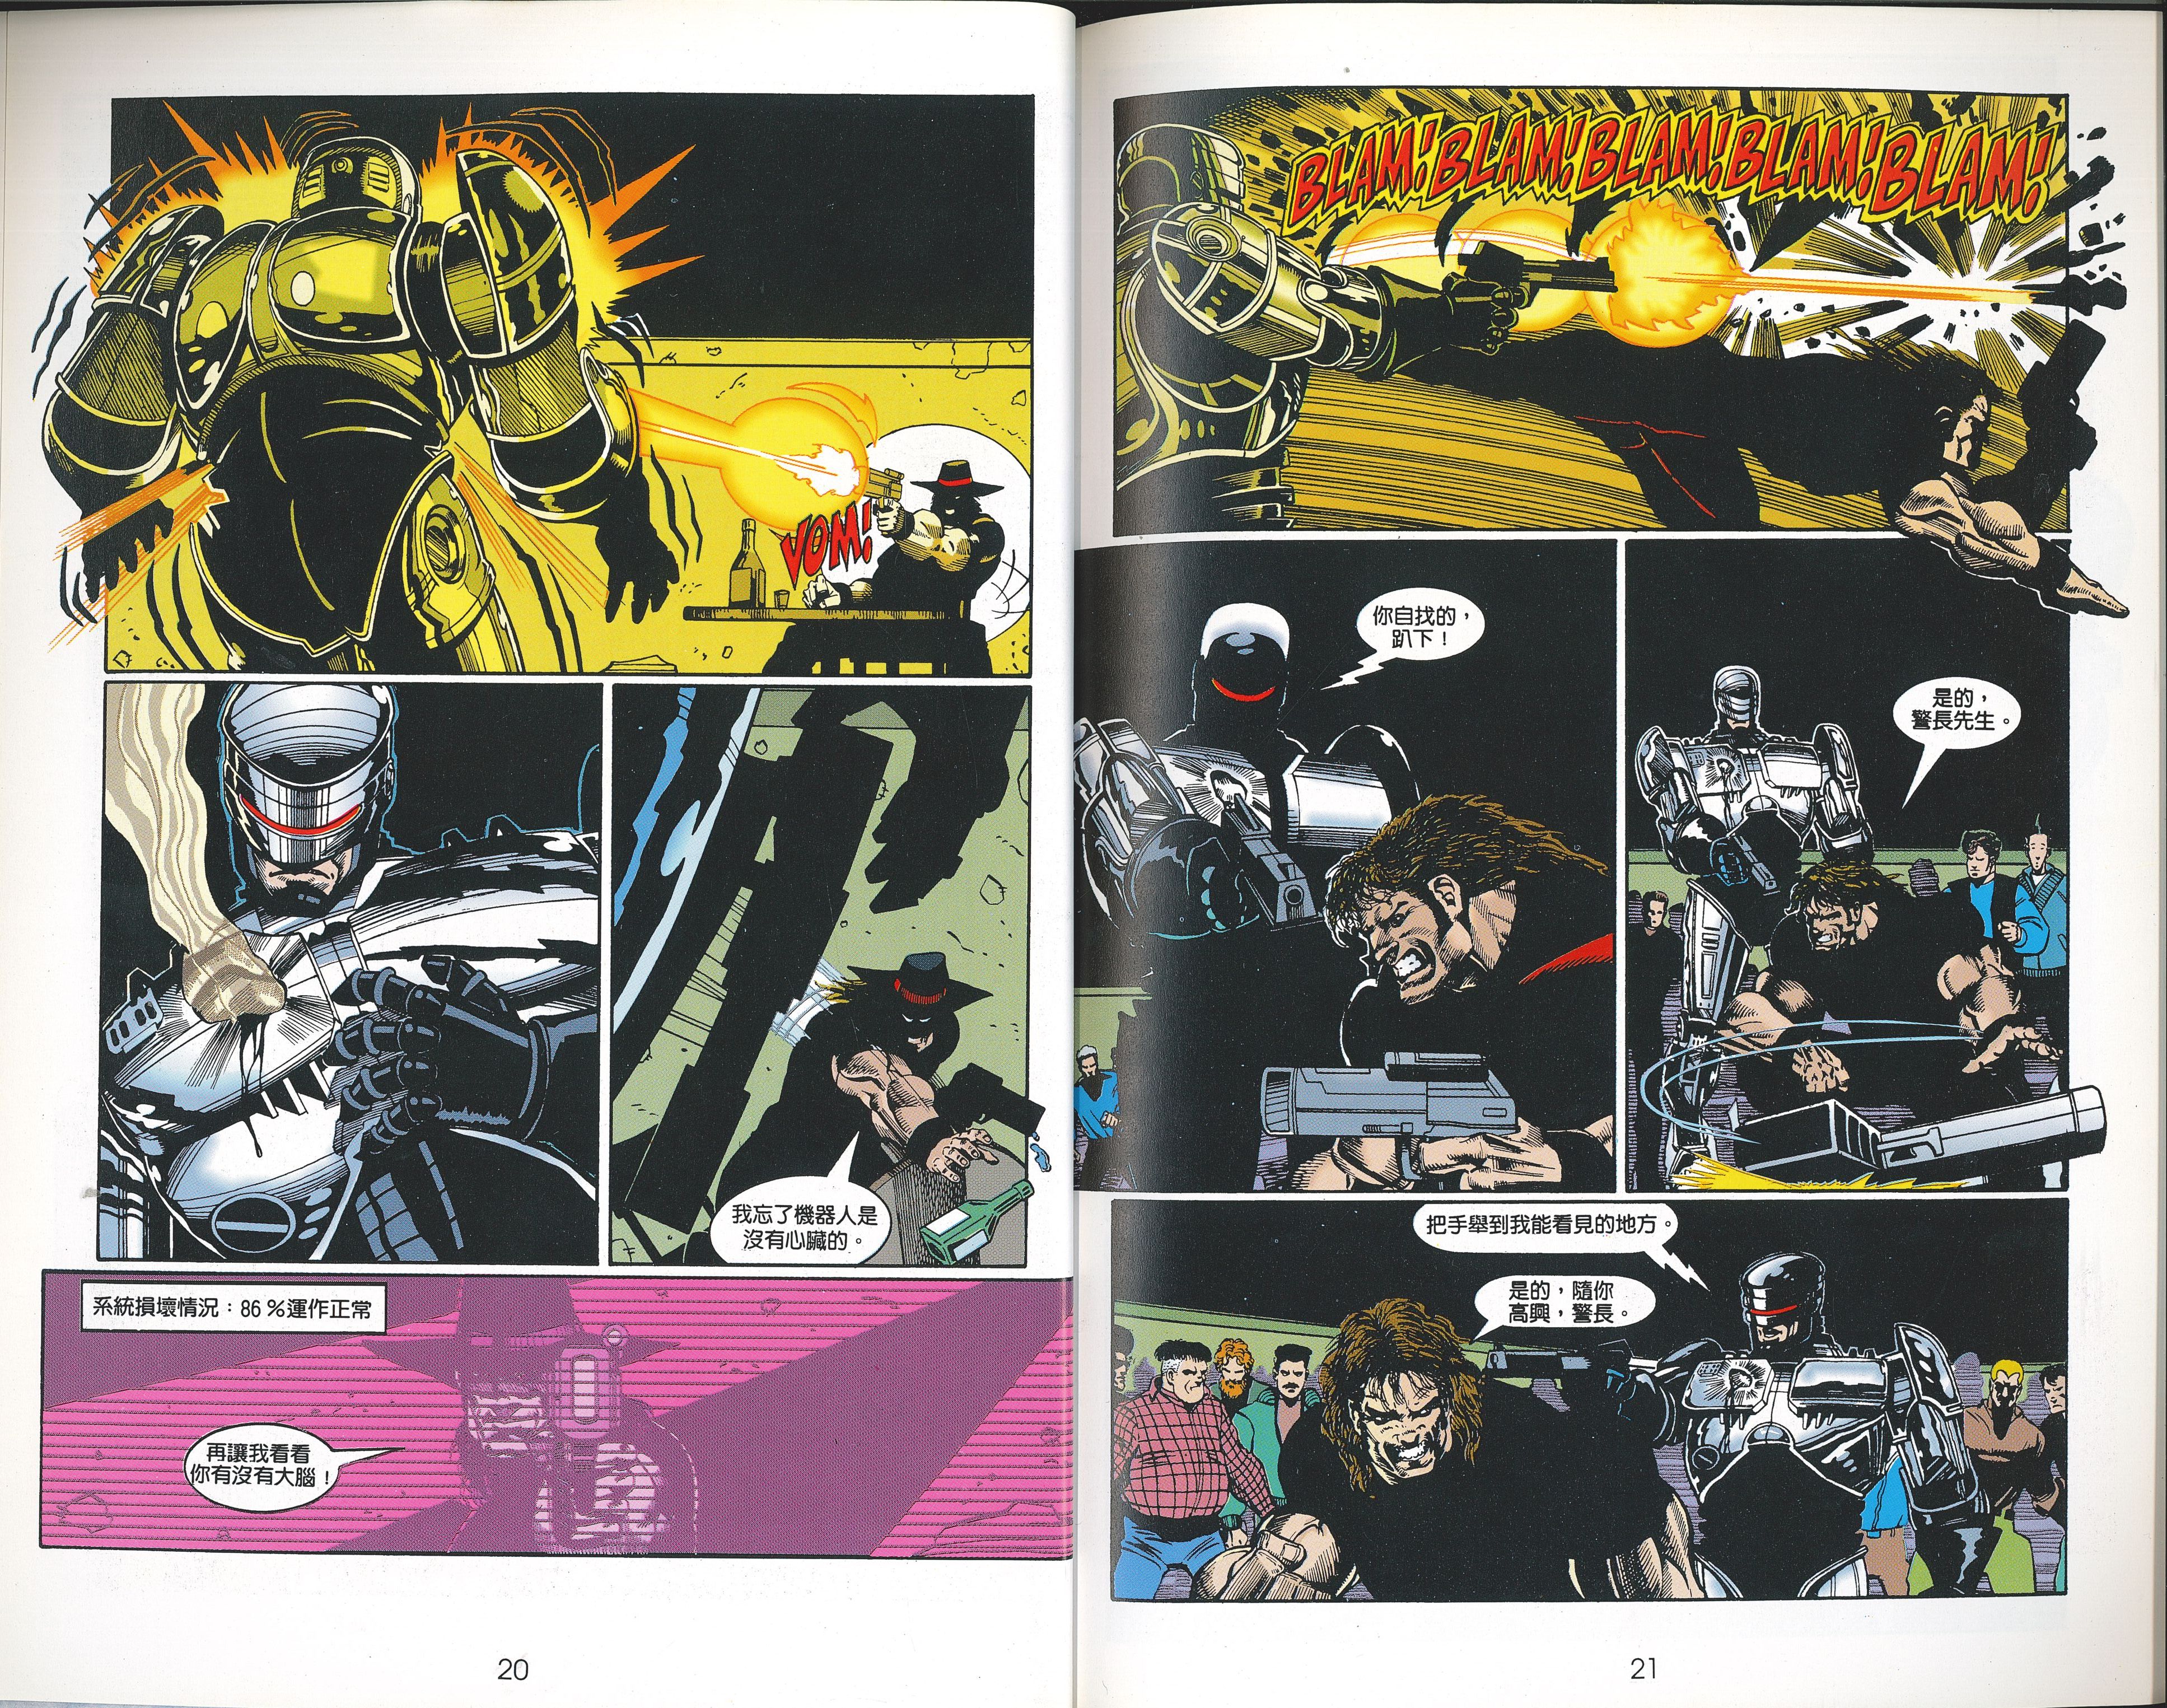 VOM!
我忘了機器人是
沒有心臟的。
系統損壞情況：86％運作正常
再讓我看看
你有沒有大腦！
20
BLAM! BLAM! BLAM! BLAM! BLAM!
你自找的，
趴下！
是的，
警長先生。
把手舉到我能看見的地方。
是的，隨你
高興，警長。
21